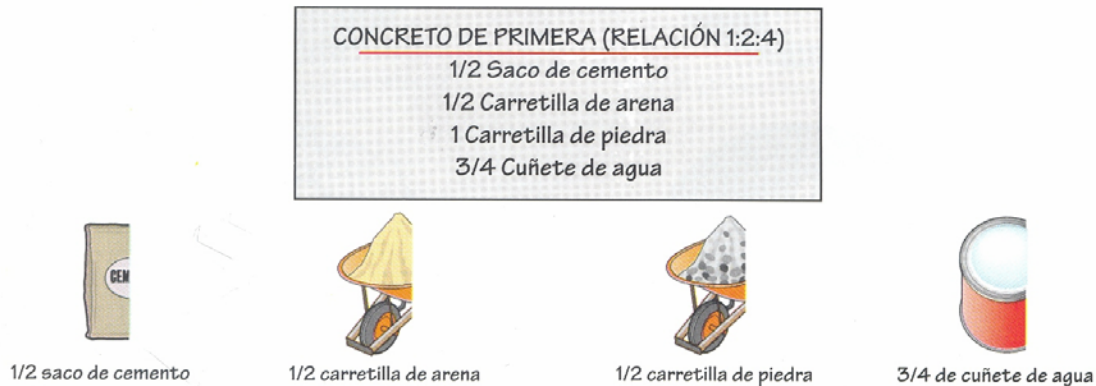 CONCRETO DE PRIMERA (RELACIÓN 1:2:4)
1/2 Saco de cemento
1/2 Carretilla de arena
1 Carretilla de piedra
3/4 Cuñete de agua
CEM
1/2 saco de cemento
1/2 carretilla de arena
1/2 carretilla de piedra
3/4 de cuñete de agua